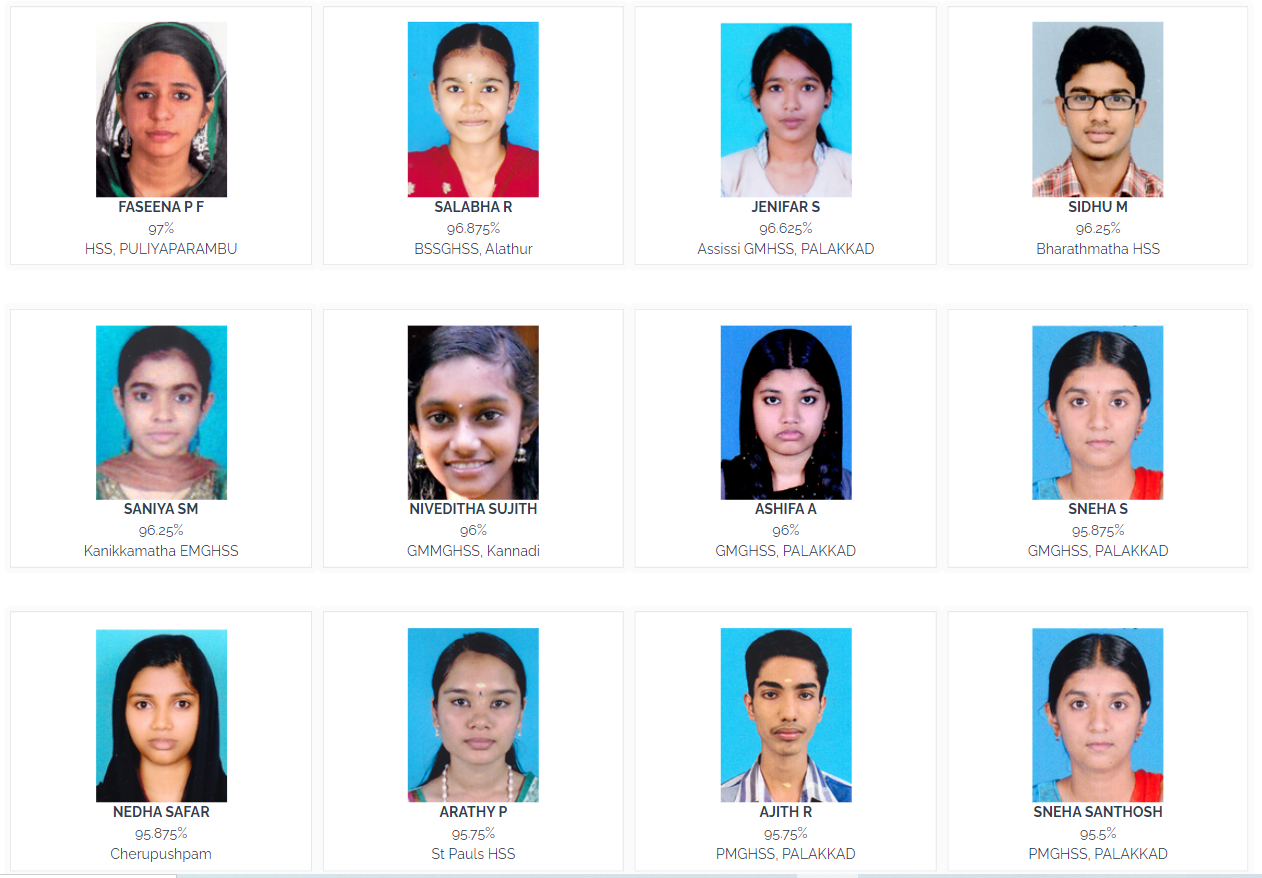 FASEENA P F
97%
HSS, PULIYAPARAMBU
SALABHA R
96.875%
BSSGHSS, Alathur
JENIFAR S
96.625%
Assissi GMHSS, PALAKKAD
SIDHU M
96.25%
Bharathmatha HSS
SANIYA SM
96.25%
Kanikkamatha EMGHSS
NIVEDITHA SUJITH
96%
GMMGHSS, Kannadi
ASHIFA A
96%
GMGHSS, PALAKKAD
SNEHA S
95.875%
GMGHSS, PALAKKAD
NEDHA SAFAR
95.875%
Cherupushpam
ARATHY P
95.75%
St Pauls HSS
AJITH R
95.75%
PMGHSS, PALAKKAD
SNEHA SANTHOSH
95.5%
PMGHSS, PALAKKAD